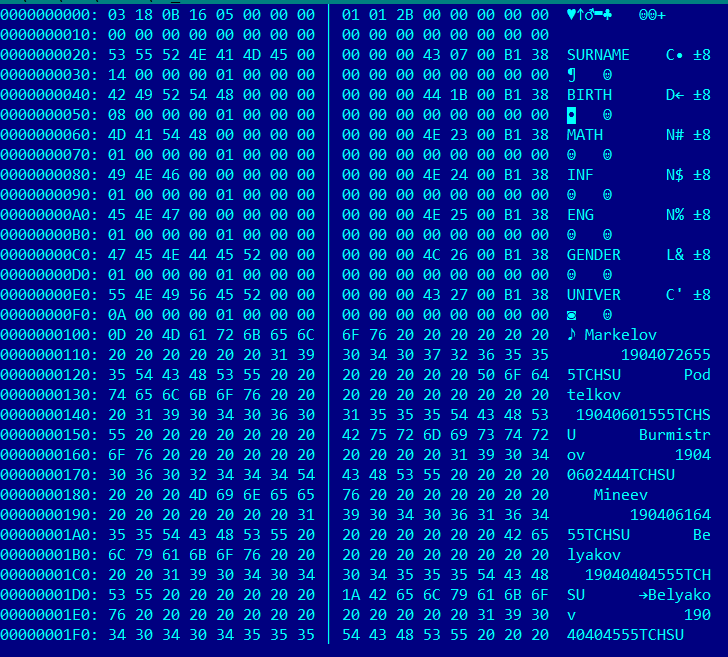 0000000000: 03 18 0B 16 05 00 00 00 │ 01 01 2B 00 00 00 00 00 ♥↑♂▬♣   ☺☺+
0000000010: 00 00 00 00 00 00 00 00 │ 00 00 00 00 00 00 00 00
0000000020: 53 55 52 4E 41 4D 45 00 │ 00 00 00 43 07 00 B1 38 SURNAME    C• ±8
0000000030: 14 00 00 00 01 00 00 00 │ 00 00 00 00 00 00 00 00 ¶   ☺
0000000040: 42 49 52 54 48 00 00 00 │ 00 00 00 44 1B 00 B1 38 BIRTH      D← ±8
0000000050: 08 00 00 00 01 00 00 00 │ 00 00 00 00 00 00 00 00 ◘   ☺
0000000060: 4D 41 54 48 00 00 00 00 │ 00 00 00 4E 23 00 B1 38 MATH       N# ±8
0000000070: 01 00 00 00 01 00 00 00 │ 00 00 00 00 00 00 00 00 ☺   ☺
0000000080: 49 4E 46 00 00 00 00 00 │ 00 00 00 4E 24 00 B1 38 INF        N$ ±8
0000000090: 01 00 00 00 01 00 00 00 │ 00 00 00 00 00 00 00 00 ☺   ☺
00000000A0: 45 4E 47 00 00 00 00 00 │ 00 00 00 4E 25 00 B1 38 ENG        N% ±8
00000000B0: 01 00 00 00 01 00 00 00 │ 00 00 00 00 00 00 00 00 ☺   ☺
00000000C0: 47 45 4E 44 45 52 00 00 │ 00 00 00 4C 26 00 B1 38 GENDER     L& ±8
00000000D0: 01 00 00 00 01 00 00 00 │ 00 00 00 00 00 00 00 00 ☺   ☺
00000000E0: 55 4E 49 56 45 52 00 00 │ 00 00 00 43 27 00 B1 38 UNIVER     C' ±8
00000000F0: 0A 00 00 00 01 00 00 00 │ 00 00 00 00 00 00 00 00 ◙   ☺
0000000100: 0D 20 4D 61 72 6B 65 6C │ 6F 76 20 20 20 20 20 20 ♪ Markelov
0000000110: 20 20 20 20 20 20 31 39 │ 30 34 30 37 32 36 35 35       1904072655
0000000120: 35 54 43 48 53 55 20 20 │ 20 20 20 20 20 50 6F 64 5TCHSU       Pod
0000000130: 74 65 6C 6B 6F 76 20 20 │ 20 20 20 20 20 20 20 20 telkov
0000000140: 20 31 39 30 34 30 36 30 │ 31 35 35 35 54 43 48 53  19040601555TCHS
0000000150: 55 20 20 20 20 20 20 20 │ 42 75 72 6D 69 73 74 72 U       Burmistr
0000000160: 6F 76 20 20 20 20 20 20 │ 20 20 20 20 31 39 30 34 ov          1904
0000000170: 30 36 30 32 34 34 34 54 │ 43 48 53 55 20 20 20 20 0602444TCHSU
0000000180: 20 20 20 4D 69 6E 65 65 │ 76 20 20 20 20 20 20 20    Mineev
0000000190: 20 20 20 20 20 20 20 31 │ 39 30 34 30 36 31 36 34        190406164
00000001A0: 35 35 54 43 48 53 55 20 │ 20 20 20 20 20 20 42 65 55TCHSU       Be
00000001B0: 6C 79 61 6B 6F 76 20 20 │ 20 20 20 20 20 20 20 20 lyakov
00000001C0: 20 20 31 39 30 34 30 34 │ 30 34 35 35 35 54 43 48   19040404555TCH
00000001D0: 53 55 20 20 20 20 20 20 │ 1A 42 65 6C 79 61 6B 6F SU      →Belyako
00000001E0: 76 20 20 20 20 20 20 20 │ 20 20 20 20 20 31 39 30 v            190
00000001F0: 34 30 34 30 34 35 35 35 │ 54 43 48 53 55 20 20 20 40404555TCHSU